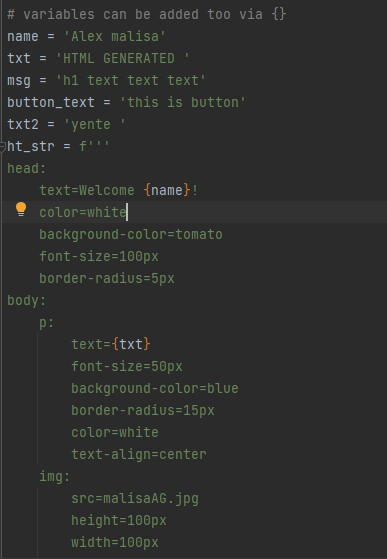 # variables can be added too via {}
name = 'Alex malisa'
txt = 'HTML GENERATED '
msg = 'h1 text text text'
button_text = 'this is button'
txt2 = 'yente '
ht_str = f'''
head:
    text=Welcome {name}!
    color=white
    background-color=tomato
    font-size=100px
    border-radius=5px
body:
    p:
        text={txt}
        font-size=50px
        background-color=blue
        border-radius=15px
        color=white
        text-align=center
    img:
        src=malisaAG.jpg
        height=100px
        width=100px